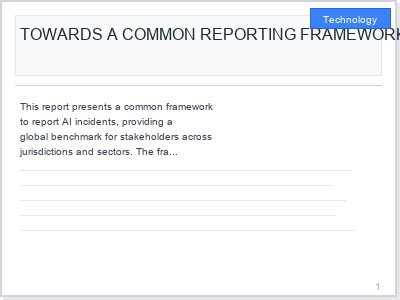 Technology
TOWARDS A COMMON REPORTING FRAMEWORK
This report presents a common framework
to report AI incidents, providing a
global benchmark for stakeholders across
jurisdictions and sectors. The fra...
1